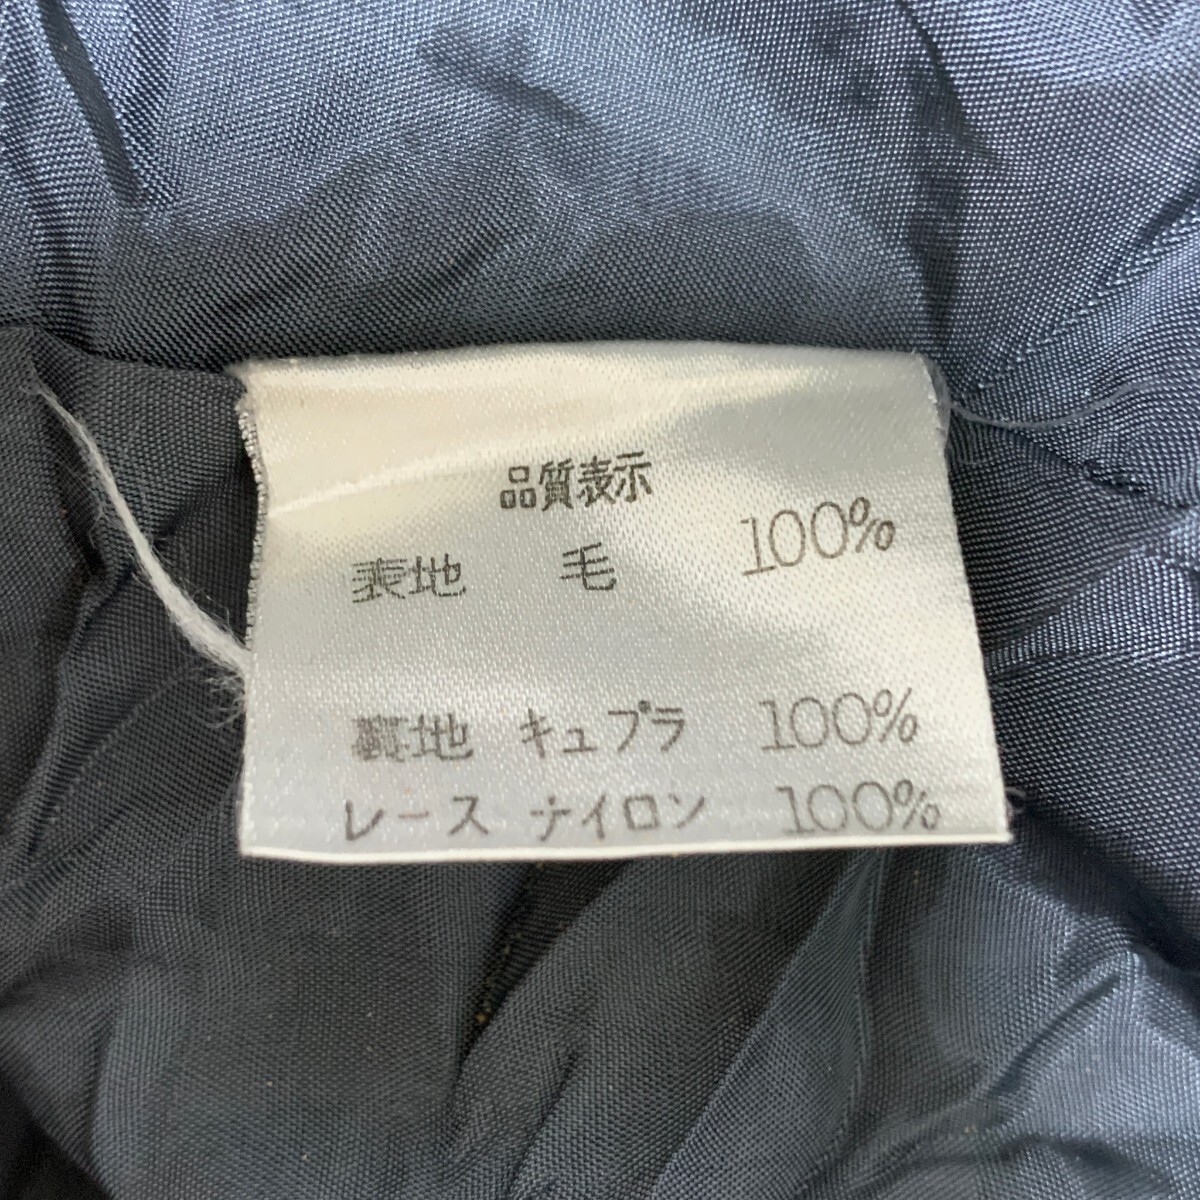 品質表示
表地 毛 100%
裏地 キュプラ 100%
レース ナイロン 100%